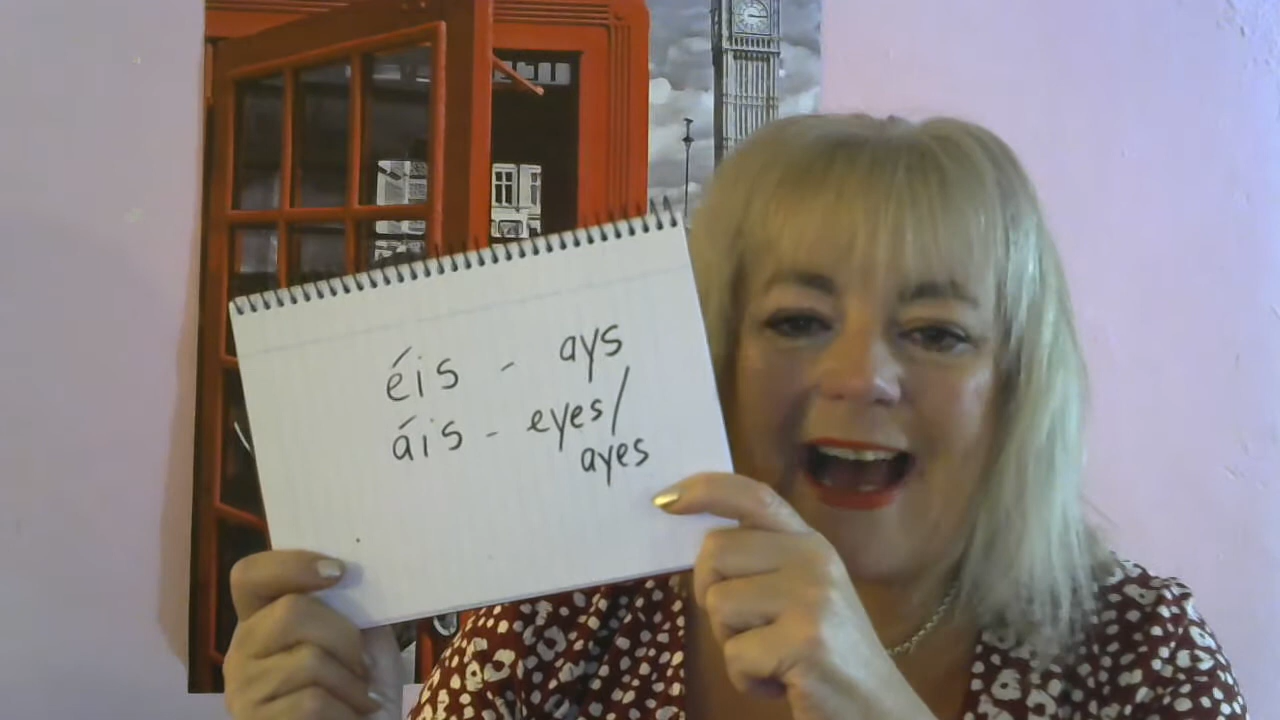 éis - ays
áis - eyes/
ayes